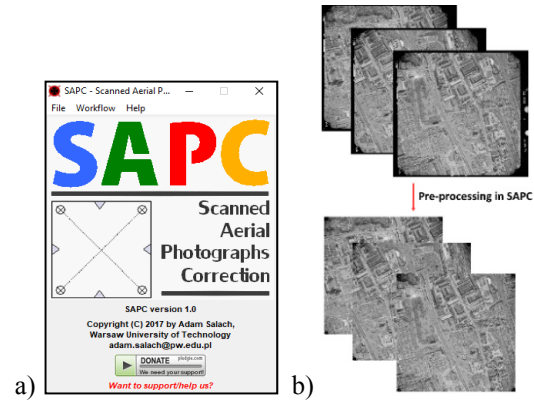 SAPC - Scanned Aerial P...
File Workflow Help
SAPC
Scanned
Aerial
Photographs
Correction
SAPC version 1.0
Copyright (C) 2017 by Adam Salach,
Warsaw University of Technology
adam.salach@pw.edu.pl
DONATE pledgie.com
We need your support!
Want to support/help us?
a)
Pre-processing in SAPC
b)